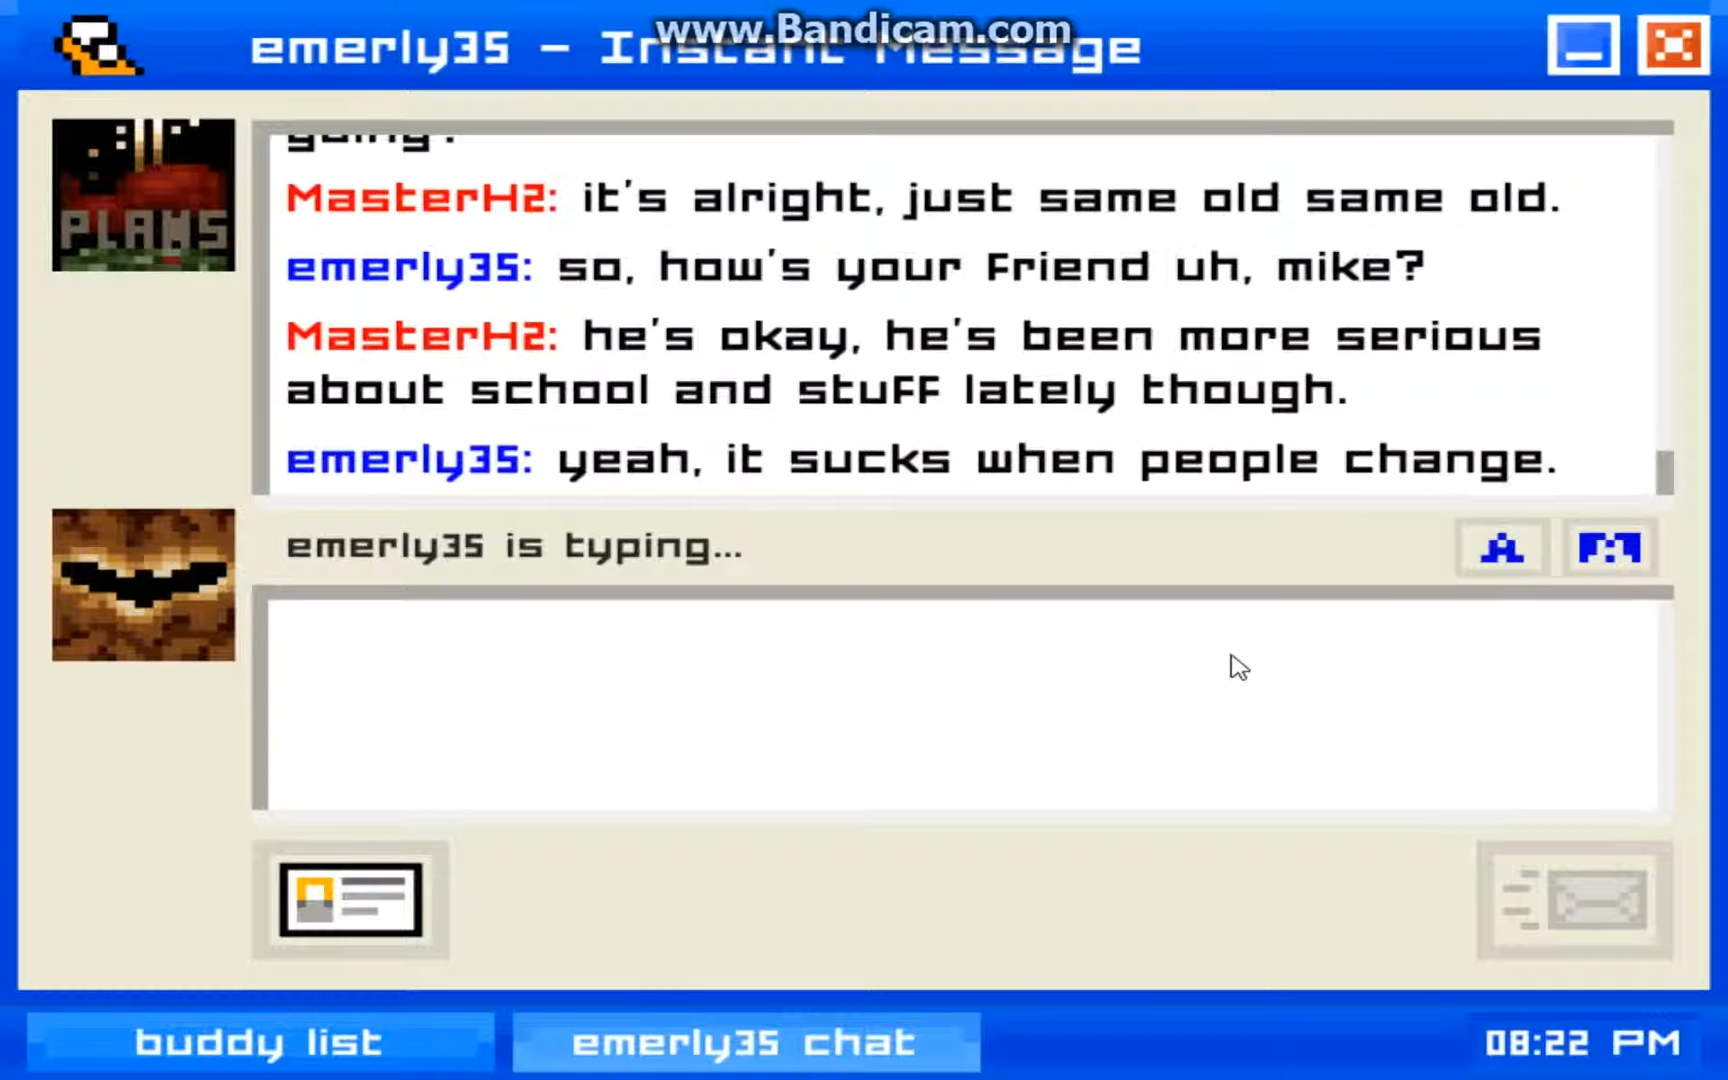 www.Bandicam.com
emerly35 - Instant Message
going?
MasterH2: it's alright, just same old same old.
emerly35: so, how's your Friend uh, mike?
MasterH2: he's okay, he's been more serious
about school and stuFF lately though.
emerly35: yeah, it sucks when people change.
PLANS
emerly35 is typing...
A
buddy list
emerly35 chat
08:22 PM